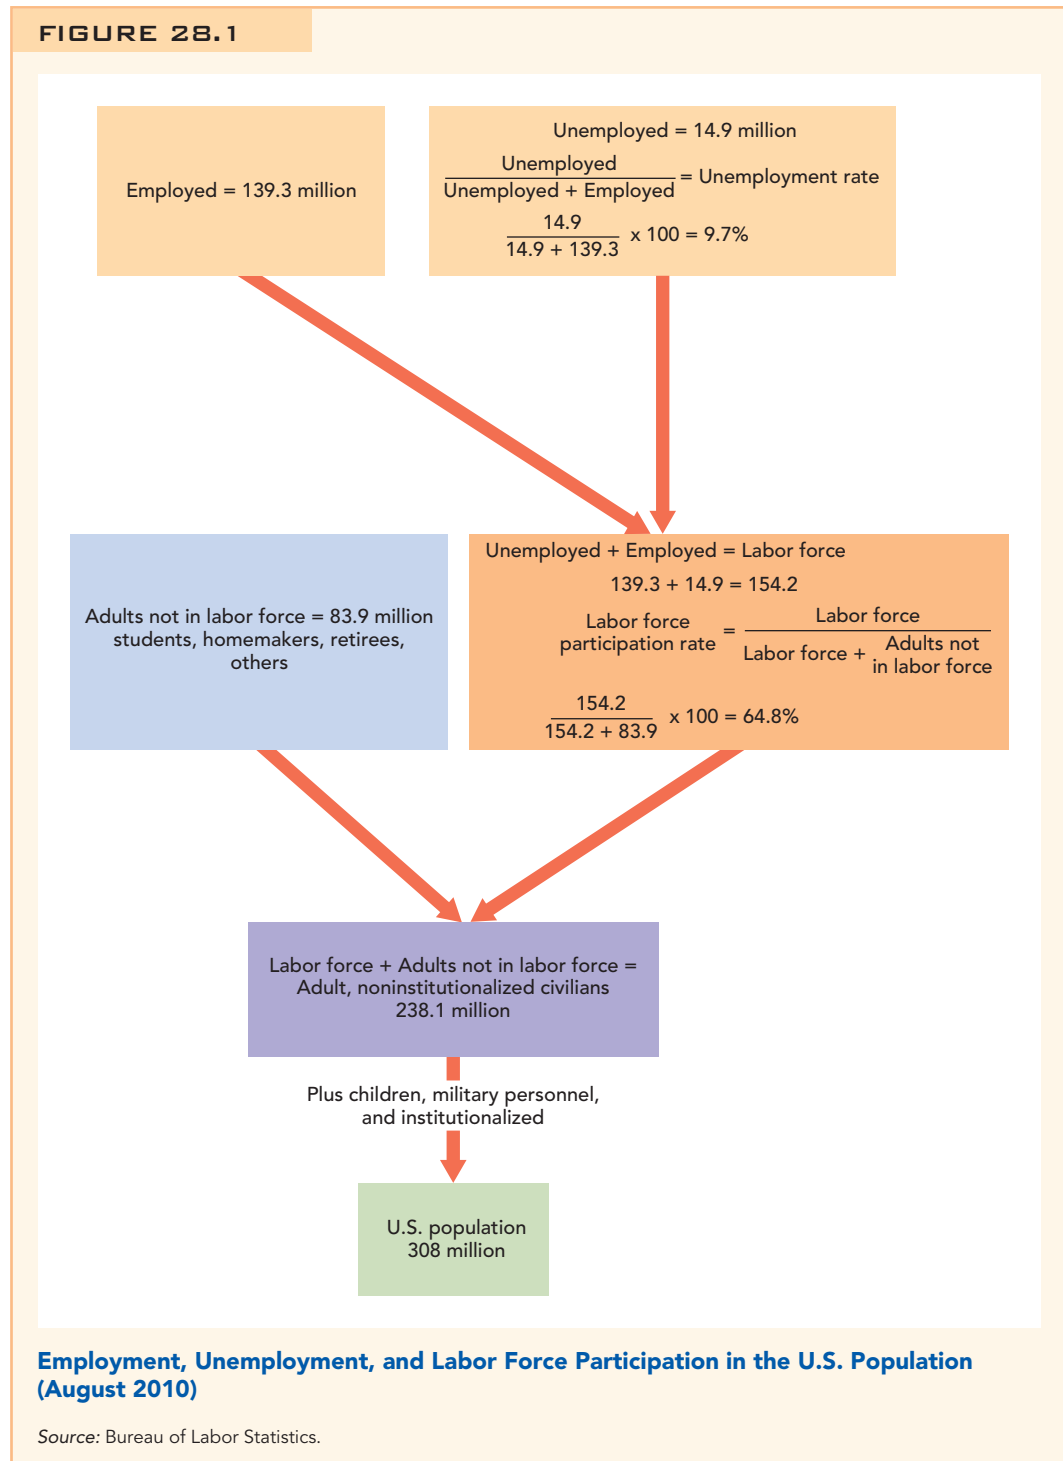 FIGURE 28.1
Employed = 139.3 million
Unemployed = 14.9 million
Unemployed
Unemployed + Employed
= Unemployment rate
14.9
14.9 + 139.3
x 100 = 9.7%
Adults not in labor force = 83.9 million
students, homemakers, retirees,
others
Unemployed + Employed = Labor force
139.3 + 14.9 = 154.2
Labor force
participation rate
=
Labor force
Labor force +
Adults not
in labor force
154.2
154.2 + 83.9
x 100 = 64.8%
Labor force + Adults not in labor force =
Adult, noninstitutionalized civilians
238.1 million
Plus children, military personnel,
and institutionalized
U.S. population
308 million
Employment, Unemployment, and Labor Force Participation in the U.S. Population
(August 2010)
Source: Bureau of Labor Statistics.